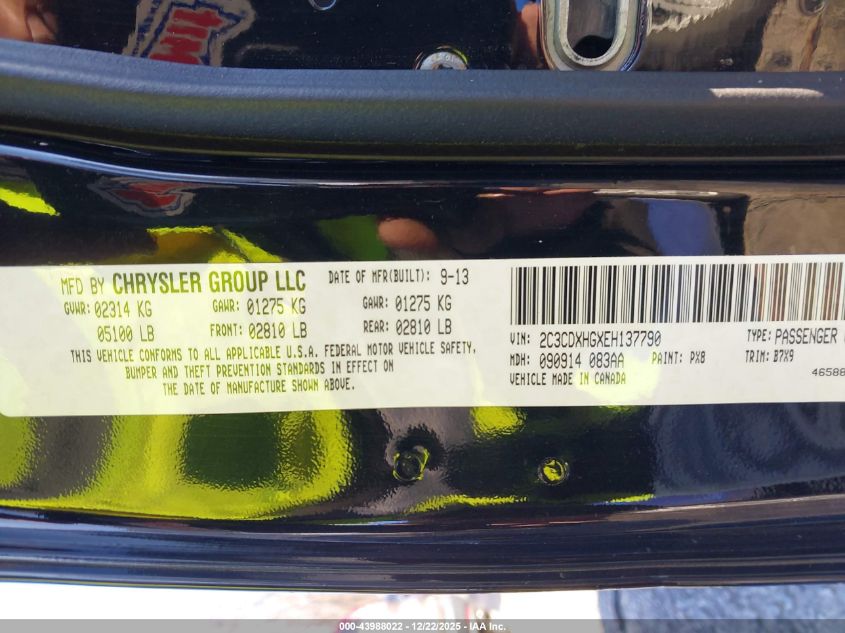 MFD BY CHRYSLER GROUP LLC DATE OF MFR(BUILT): 9-13
GVWR: 02314 KG GAWR: 01275 KG GAWR: 01275 KG
05100 LB FRONT: 02810 LB REAR: 02810 LB
THIS VEHICLE CONFORMS TO ALL APPLICABLE U.S.A. FEDERAL MOTOR VEHICLE SAFETY,
BUMPER AND THEFT PREVENTION STANDARDS IN EFFECT ON
THE DATE OF MANUFACTURE SHOWN ABOVE.
VIN: 2C3CDXHGXEH137790 TYPE: PASSENGER
MDH: 090914 083AA PAINT: PX8 TRIM: B7X9
VEHICLE MADE IN CANADA
46588
000-43988022 - 12/22/2025 - IAA Inc.